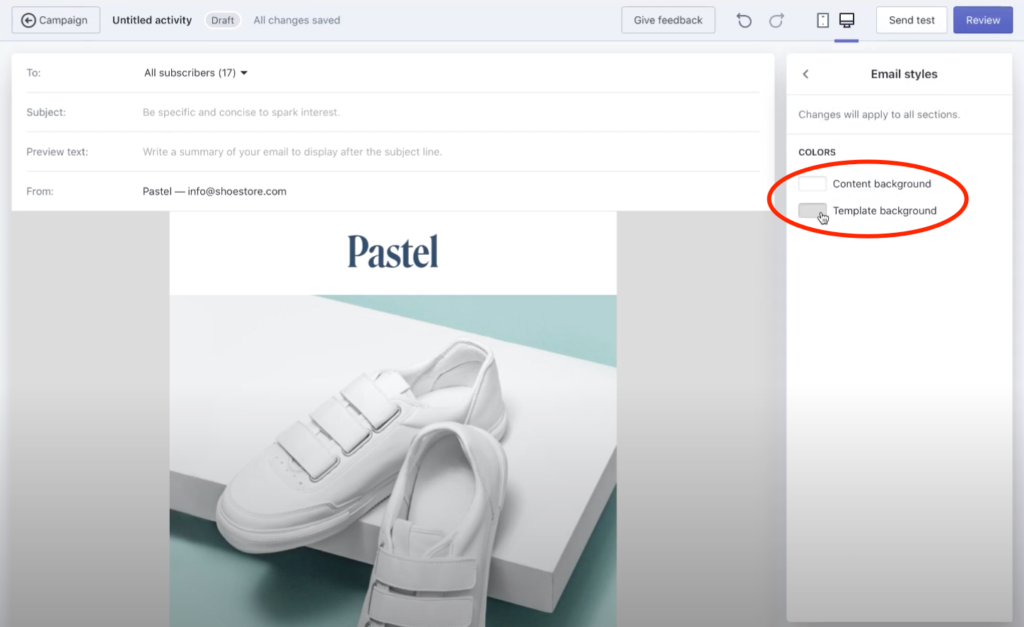 Campaign Untitled activity Draft All changes saved Give feedback Send test Review
To: All subscribers (17)
Subject: Be specific and concise to spark interest.
Preview text: Write a summary of your email to display after the subject line.
From: Pastel — info@shoestore.com
Pastel
Email styles
Changes will apply to all sections.
COLORS
Content background
Template background